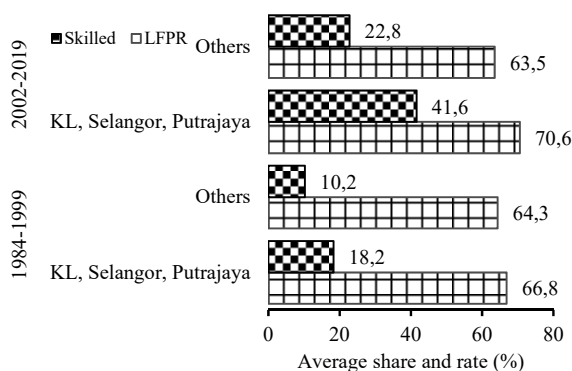 2002-2019
Skilled LFPR
Others
22,8
63,5
KL, Selangor, Putrajaya
41,6
70,6
1984-1999
Others
10,2
64,3
KL, Selangor, Putrajaya
18,2
66,8
0 20 40 60 80
Average share and rate (%)